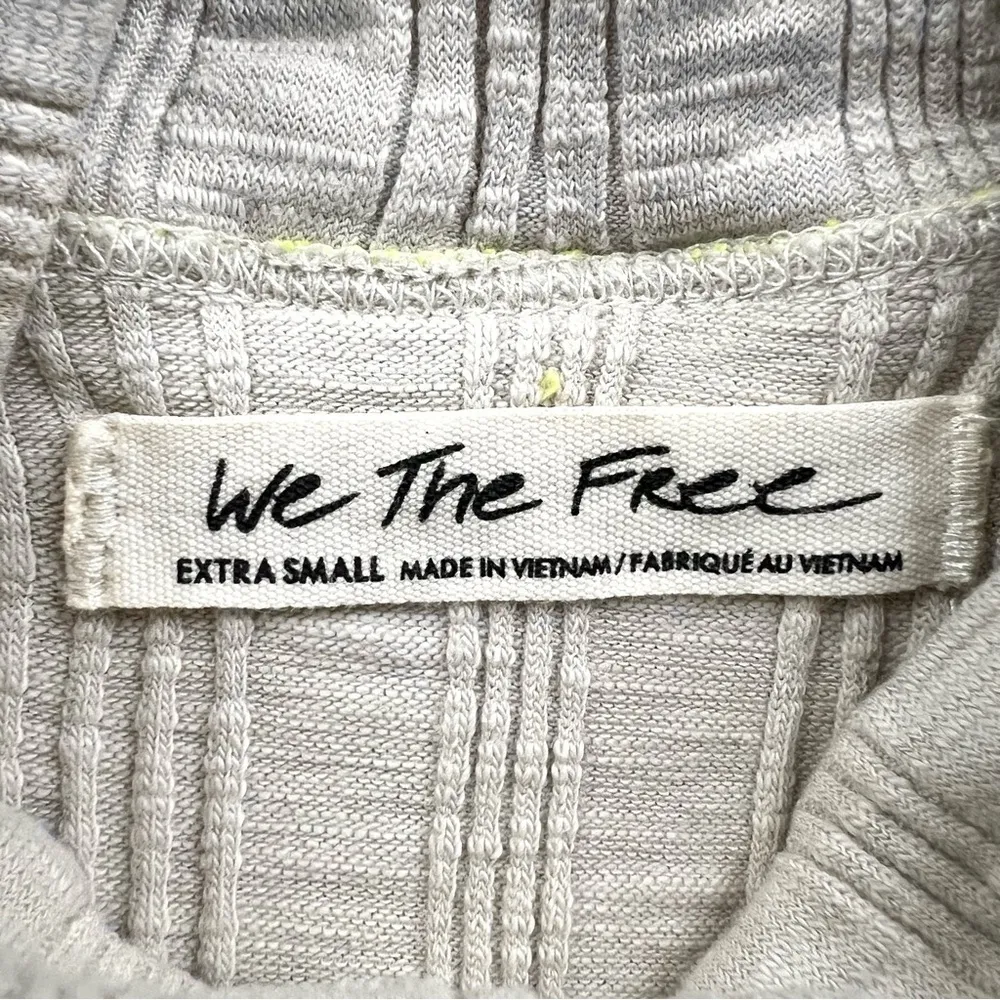 We The Free
EXTRA SMALL MADE IN VIETNAM / FABRIQUÉ AU VIETNAM